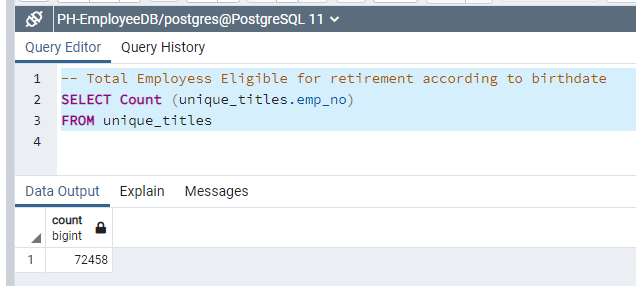 PH-EmployeeDB/postgres@PostgreSQL 11
Query Editor Query History
1 -- Total Employess Eligible for retirement according to birthdate
2 SELECT Count (unique_titles.emp_no)
3 FROM unique_titles
4
Data Output Explain Messages
count
bigint
1 72458